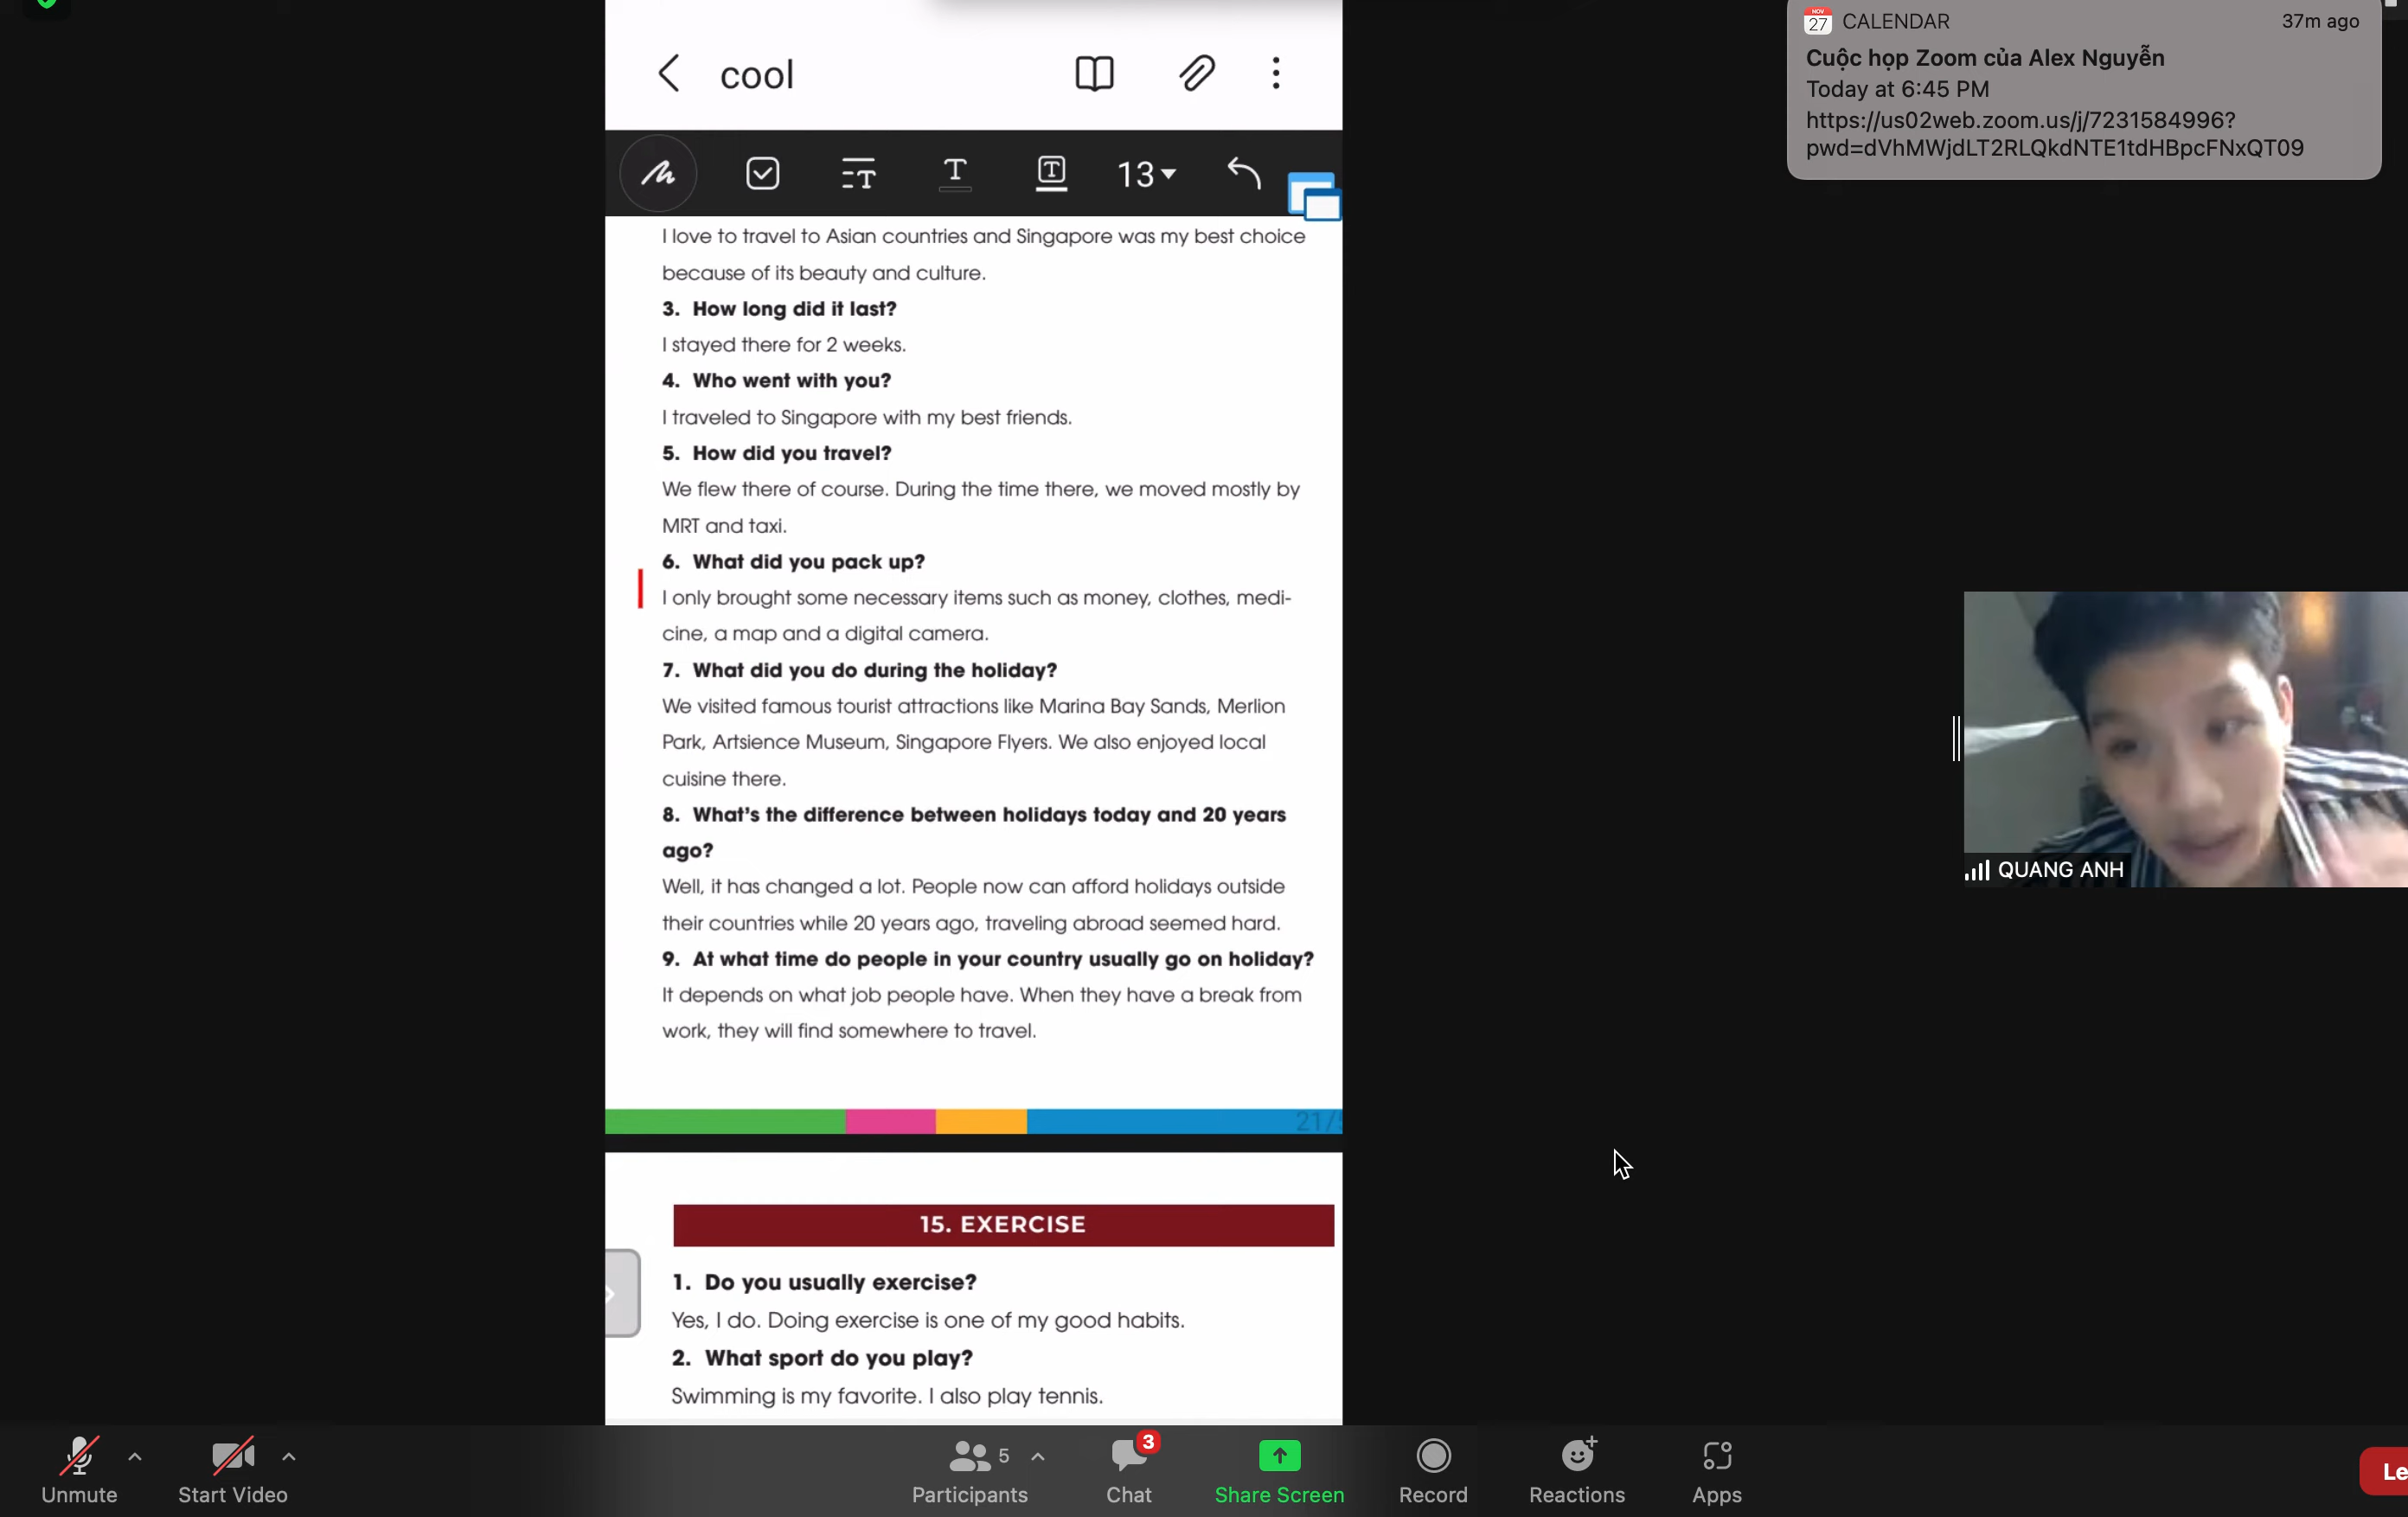 cool
13
I love to travel to Asian countries and Singapore was my best choice
because of its beauty and culture.
3. How long did it last?
I stayed there for 2 weeks.
4. Who went with you?
I traveled to Singapore with my best friends.
5. How did you travel?
We flew there of course. During the time there, we moved mostly by
MRT and taxi.
6. What did you pack up?
I only brought some necessary items such as money, clothes, medi-
cine, a map and a digital camera.
7. What did you do during the holiday?
We visited famous tourist attractions like Marina Bay Sands, Merlion
Park, Artsience Museum, Singapore Flyers. We also enjoyed local
cuisine there.
8. What's the difference between holidays today and 20 years
ago?
Well, it has changed a lot. People now can afford holidays outside
their countries while 20 years ago, traveling abroad seemed hard.
9. At what time do people in your country usually go on holiday?
It depends on what job people have. When they have a break from
work, they will find somewhere to travel.
15. EXERCISE
1. Do you usually exercise?
Yes, I do. Doing exercise is one of my good habits.
2. What sport do you play?
Swimming is my favorite. I also play tennis.
NOV
27
CALENDAR
37m ago
Cuộc họp Zoom của Alex Nguyễn
Today at 6:45 PM
https://us02web.zoom.us/j/7231584996?
pwd=dVhMWjdLT2RLQkdNTE1tdHBpcFNxQT09
QUANG ANH
Unmute
Start Video
5
Participants
3
Chat
Share Screen
Record
Reactions
Apps
Le